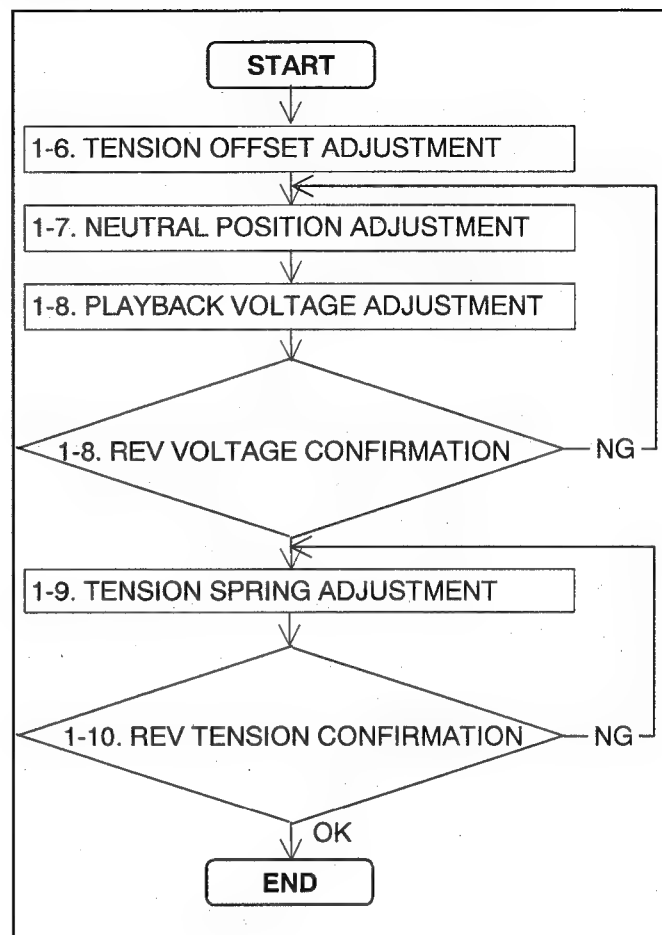 START
1-6. TENSION OFFSET ADJUSTMENT
1-7. NEUTRAL POSITION ADJUSTMENT
1-8. PLAYBACK VOLTAGE ADJUSTMENT
1-8. REV VOLTAGE CONFIRMATION
NG
1-9. TENSION SPRING ADJUSTMENT
1-10. REV TENSION CONFIRMATION
NG
OK
END